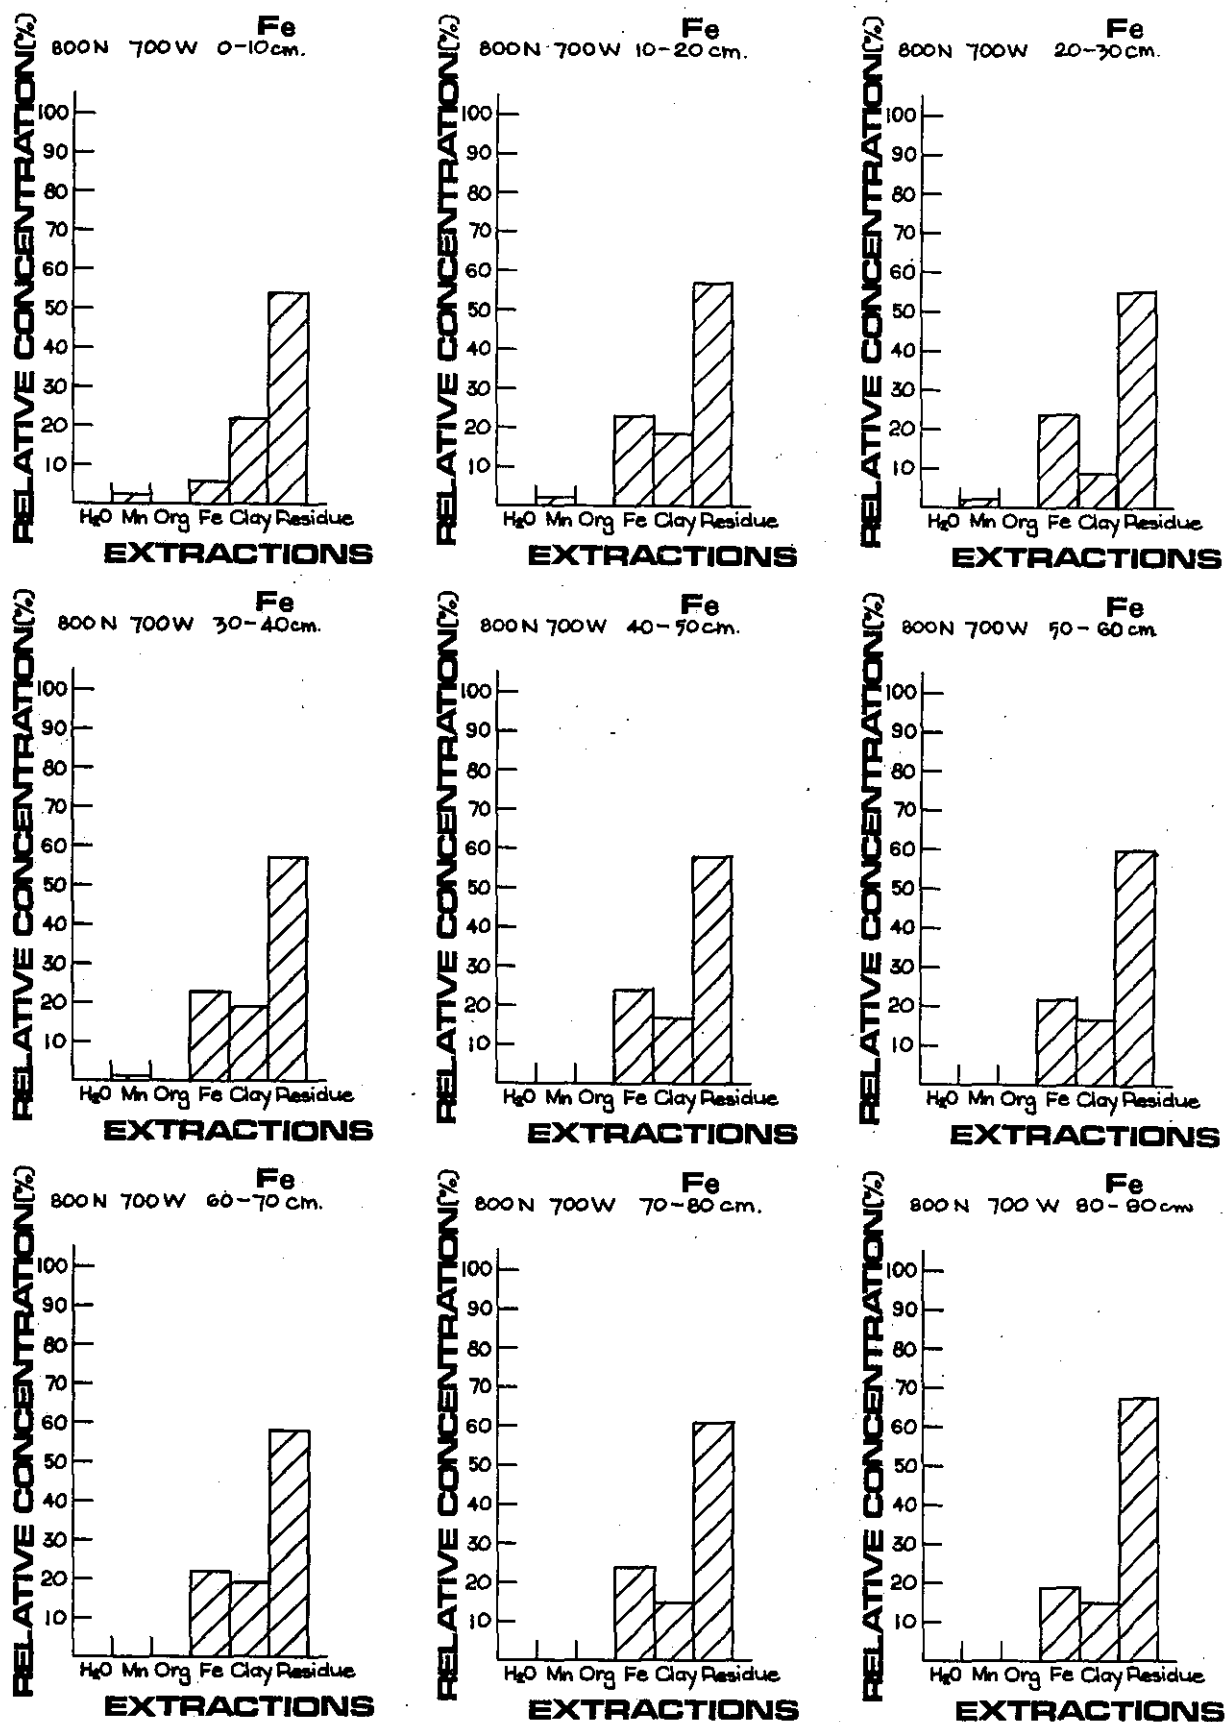 Fe
800N 700W 0-10cm.
RELATIVE CONCENTRATION(%)
100
90
80
70
60
50
40
30
20
10
H2O Mn Org Fe Clay Residue
EXTRACTIONS
Fe
800N 700W 10-20cm.
RELATIVE CONCENTRATION(%)
100
90
80
70
60
50
40
30
20
10
H2O Mn Org Fe Clay Residue
EXTRACTIONS
Fe
800N 700W 20-30cm.
RELATIVE CONCENTRATION(%)
100
90
80
70
60
50
40
30
20
10
H2O Mn Org Fe Clay Residue
EXTRACTIONS
Fe
800N 700W 30-40cm.
RELATIVE CONCENTRATION(%)
100
90
80
70
60
50
40
30
20
10
H2O Mn Org Fe Clay Residue
EXTRACTIONS
Fe
800N 700W 40-50cm.
RELATIVE CONCENTRATION(%)
100
90
80
70
60
50
40
30
20
10
H2O Mn Org Fe Clay Residue
EXTRACTIONS
Fe
800N 700W 50-60cm
RELATIVE CONCENTRATION(%)
100
90
80
70
60
50
40
30
20
10
H2O Mn Org Fe Clay Residue
EXTRACTIONS
Fe
800N 700W 60-70cm.
RELATIVE CONCENTRATION(%)
100
90
80
70
60
50
40
30
20
10
H2O Mn Org Fe Clay Residue
EXTRACTIONS
Fe
800N 700W 70-80cm.
RELATIVE CONCENTRATION(%)
100
90
80
70
60
50
40
30
20
10
H2O Mn Org Fe Clay Residue
EXTRACTIONS
Fe
800N 700W 80-90cm
RELATIVE CONCENTRATION(%)
100
90
80
70
60
50
40
30
20
10
H2O Mn Org Fe Clay Residue
EXTRACTIONS